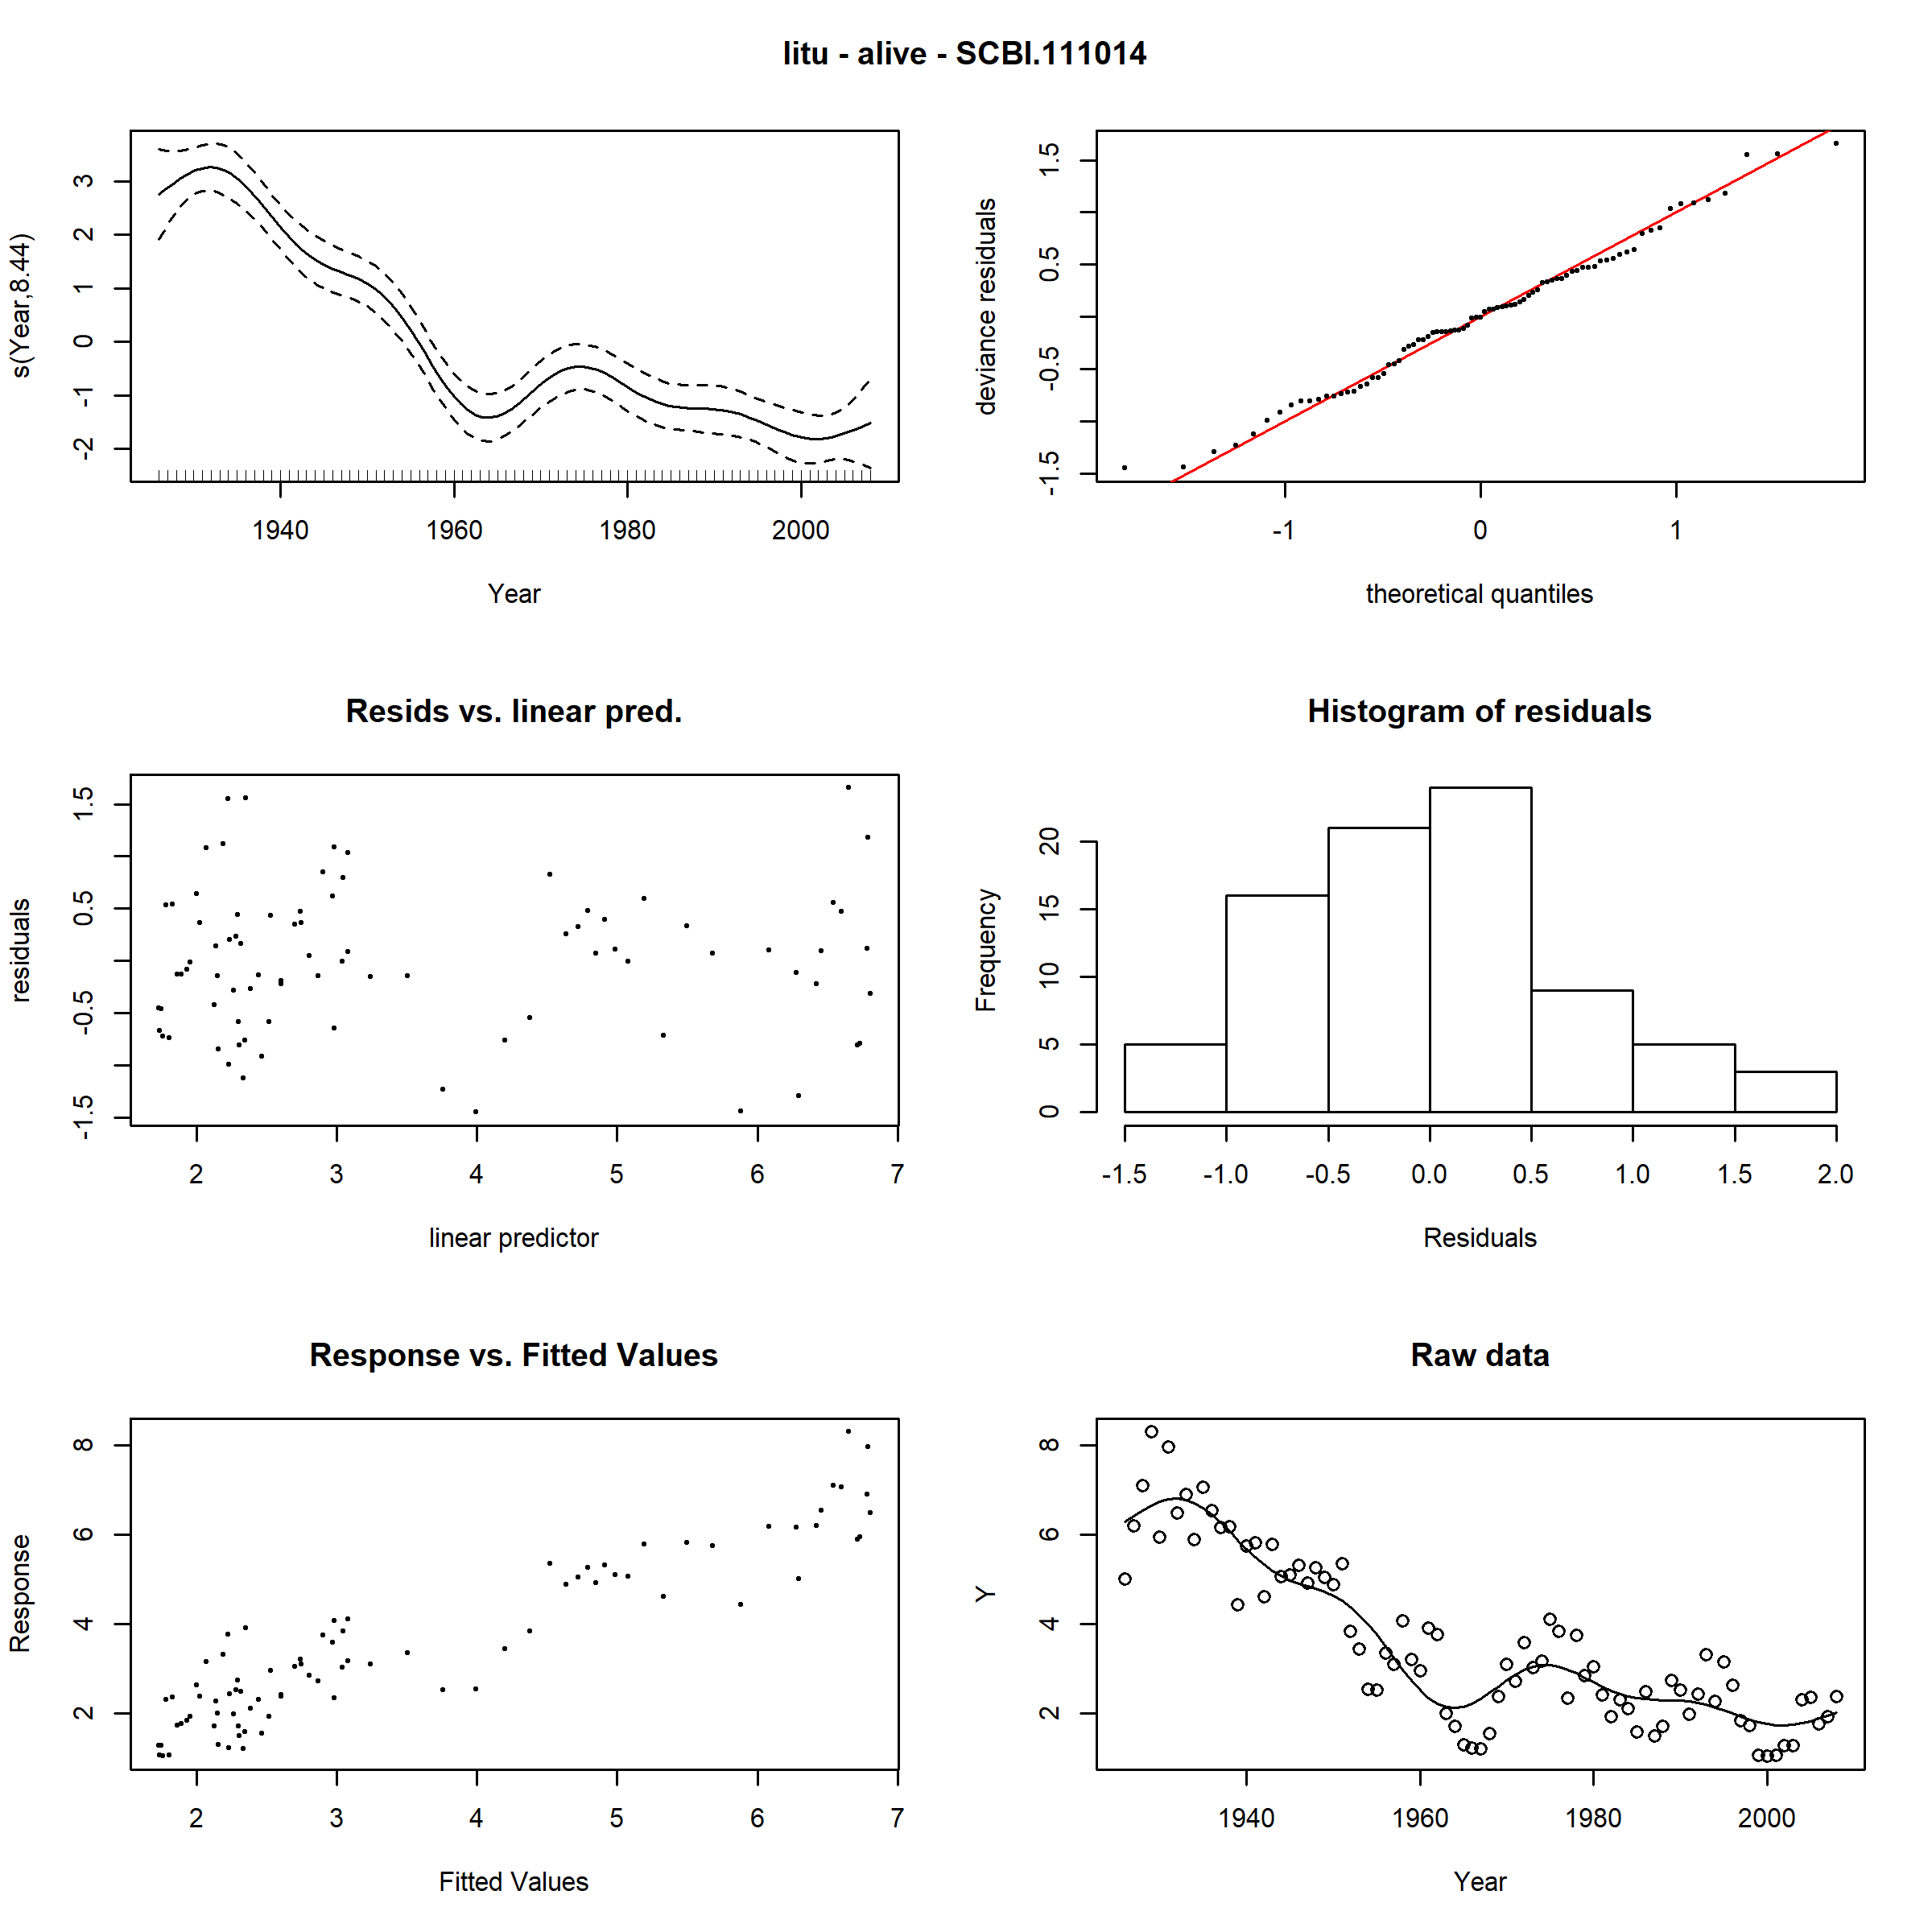 litu - alive - SCBI.111014
s(Year,8.44)
3
2
1
0
-1
-2
1940 1960 1980 2000
Year
deviance residuals
1.5
0.5
-0.5
-1.5
-1 0 1
theoretical quantiles
Resids vs. linear pred.
residuals
1.5
0.5
-0.5
-1.5
2 3 4 5 6 7
linear predictor
Histogram of residuals
Frequency
20
15
10
5
0
-1.5 -1.0 -0.5 0.0 0.5 1.0 1.5 2.0
Residuals
Response vs. Fitted Values
Response
8
6
4
2
2 3 4 5 6 7
Fitted Values
Raw data
Y
8
6
4
2
1940 1960 1980 2000
Year